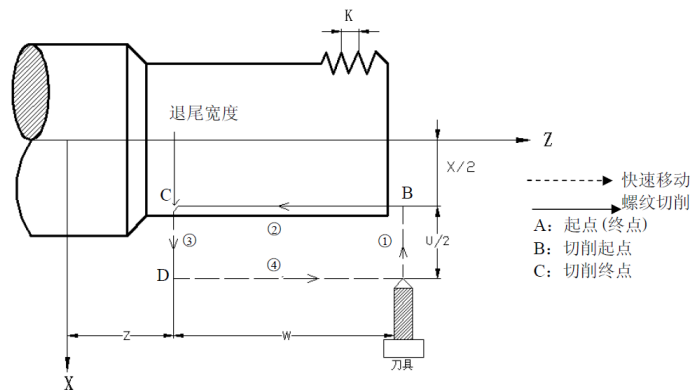 K
退尾宽度
Z
X/2
快速移动
C
B
螺纹切削
A：起点(终点)
②
③
①
U/2
B：切削起点
D
④
C：切削终点
Z
W
刀具
X